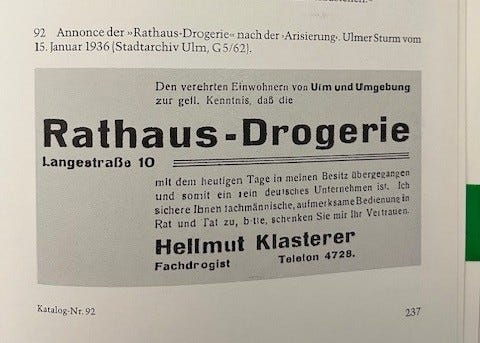 92 Annonce der »Rathaus-Drogerie« nach der ›Arisierung‹. Ulmer Sturm vom
15. Januar 1936 (Stadtarchiv Ulm, G 5/62).
Den verehrten Einwohnern von Ulm und Umgebung
zur gefl. Kenntnis, daß die
Rathaus-Drogerie
Langestraße 10
mit dem heutigen Tage in meinen Besitz übergegangen
und somit ein rein deutsches Unternehmen ist. Ich
sichere Ihnen fachmännische, aufmerksame Bedienung in
Rat und Tat zu, bitte, schenken Sie mir Ihr Vertrauen.
Hellmut Klasterer
Fachdrogist Telefon 4728.
Katalog-Nr. 92
237